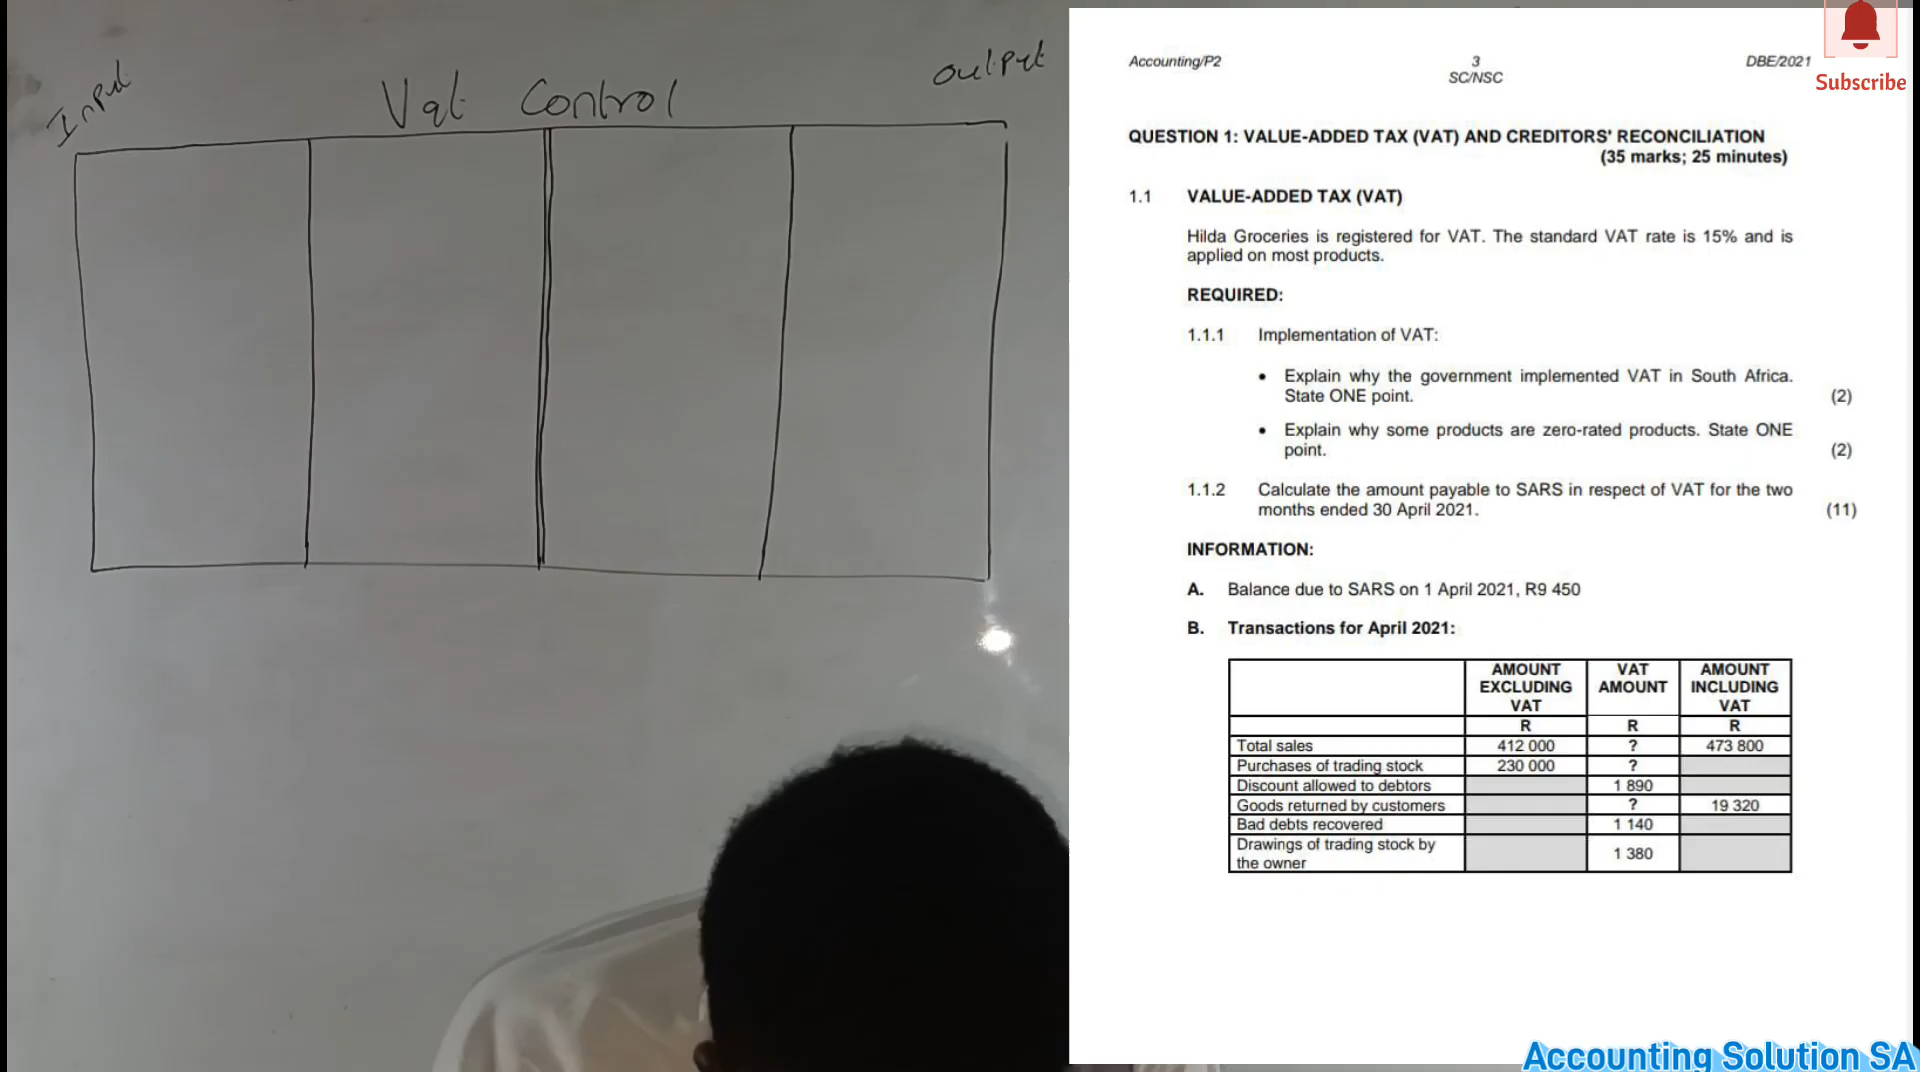 Input
Vat Control
output
Accounting/P2
3
SC/NSC
DBE/2021
Subscribe
QUESTION 1: VALUE-ADDED TAX (VAT) AND CREDITORS' RECONCILIATION
(35 marks; 25 minutes)
1.1 VALUE-ADDED TAX (VAT)
Hilda Groceries is registered for VAT. The standard VAT rate is 15% and is
applied on most products.
REQUIRED:
1.1.1 Implementation of VAT:
• Explain why the government implemented VAT in South Africa.
State ONE point. (2)
• Explain why some products are zero-rated products. State ONE
point. (2)
1.1.2 Calculate the amount payable to SARS in respect of VAT for the two
months ended 30 April 2021. (11)
INFORMATION:
A. Balance due to SARS on 1 April 2021, R9 450
B. Transactions for April 2021:
AMOUNT EXCLUDING VAT VAT AMOUNT AMOUNT INCLUDING VAT
R R R
Total sales 412 000 ? 473 800
Purchases of trading stock 230 000 ?
Discount allowed to debtors 1 890
Goods returned by customers ? 19 320
Bad debts recovered 1 140
Drawings of trading stock by
the owner 1 380
Accounting Solution SA